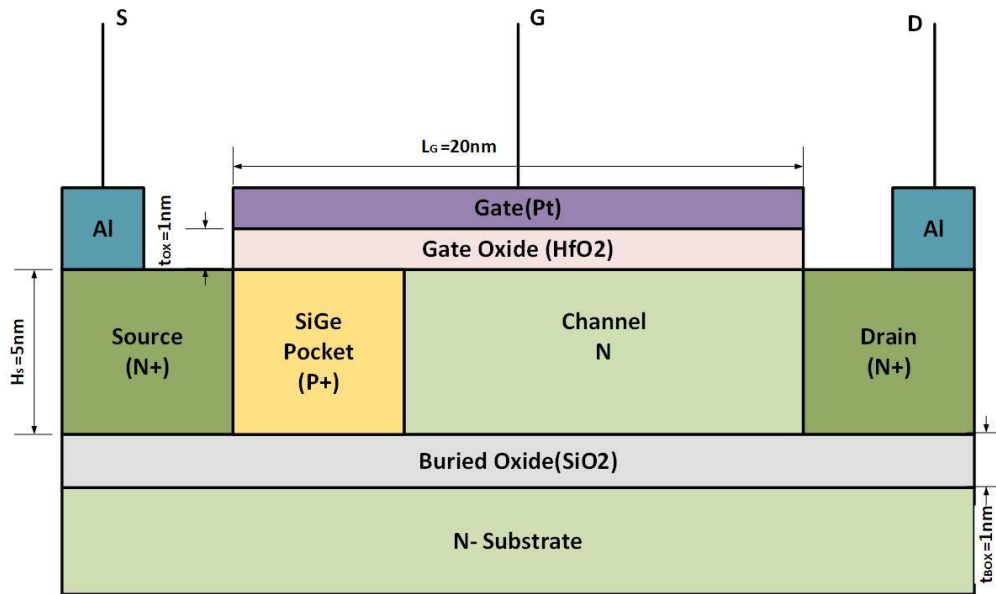 S
G
D
LG=20nm
Al
tox=1nm
Gate(Pt)
Gate Oxide (HfO2)
Al
Hs=5nm
Source
(N+)
SiGe
Pocket
(P+)
Channel
N
Drain
(N+)
Buried Oxide(SiO2)
N- Substrate
tBOX=1nm